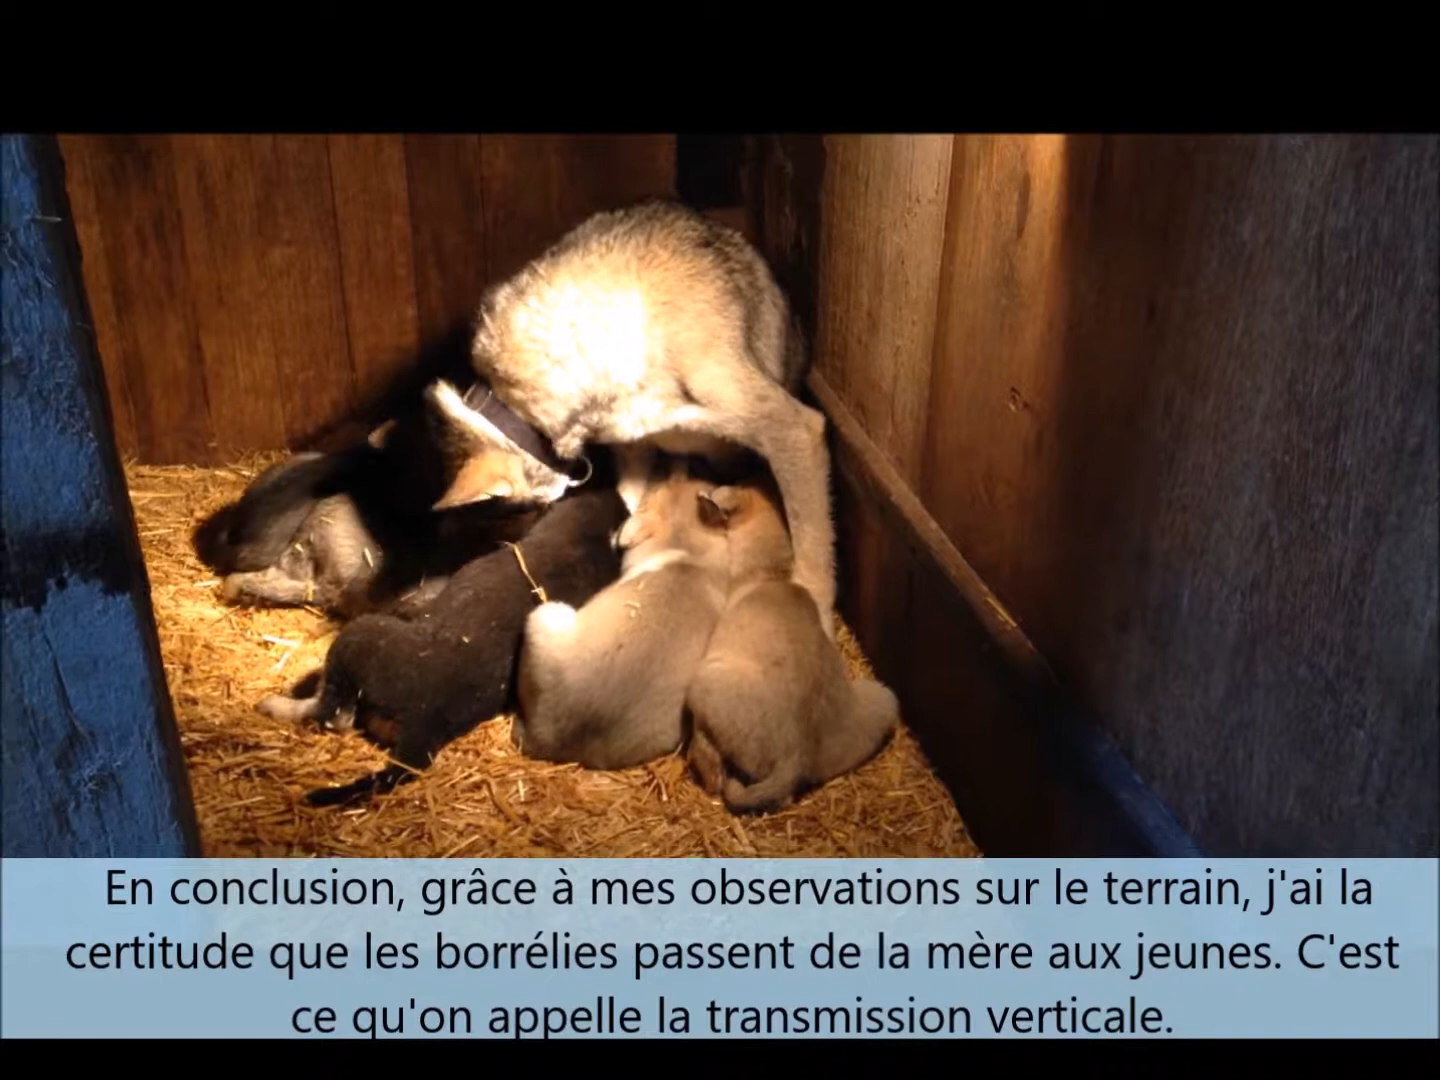 En conclusion, grâce à mes observations sur le terrain, j'ai la
certitude que les borrélies passent de la mère aux jeunes. C'est
ce qu'on appelle la transmission verticale.